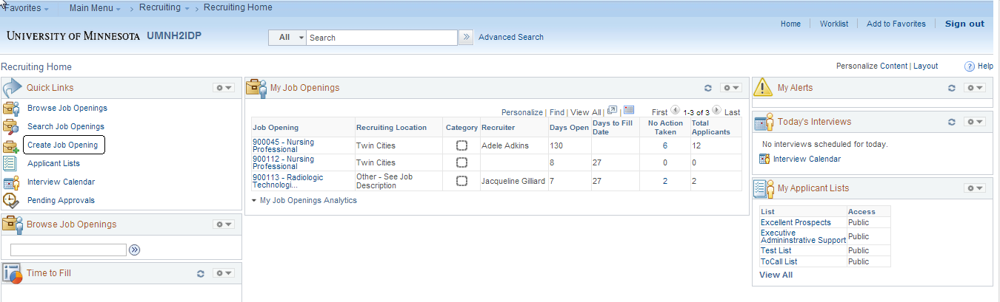 Favorites Main Menu > Recruiting > Recruiting Home
UNIVERSITY OF MINNESOTA UMNH2IDP
All Search Advanced Search
Home Worklist Add to Favorites Sign out
Recruiting Home
Personalize Content | Layout ? Help
Quick Links
Browse Job Openings
Search Job Openings
Create Job Opening
Applicant Lists
Interview Calendar
Pending Approvals
Browse Job Openings
Time to Fill
My Job Openings
Personalize | Find | View All | First 1-3 of 3 Last
Job Opening Recruiting Location Category Recruiter Days Open Days to Fill Date No Action Taken Total Applicants
900045 - Nursing Professional Twin Cities Adele Adkins 130 6 12
900112 - Nursing Professional Twin Cities 8 27 0 0
900113 - Radiologic Technologi... Other - See Job Description Jacqueline Gilliard 7 27 2 2
My Job Openings Analytics
My Alerts
Today's Interviews
No interviews scheduled for today.
Interview Calendar
My Applicant Lists
List Access
Excellent Prospects Public
Executive Admininstrative Support Public
Test List Public
ToCall List Public
View All